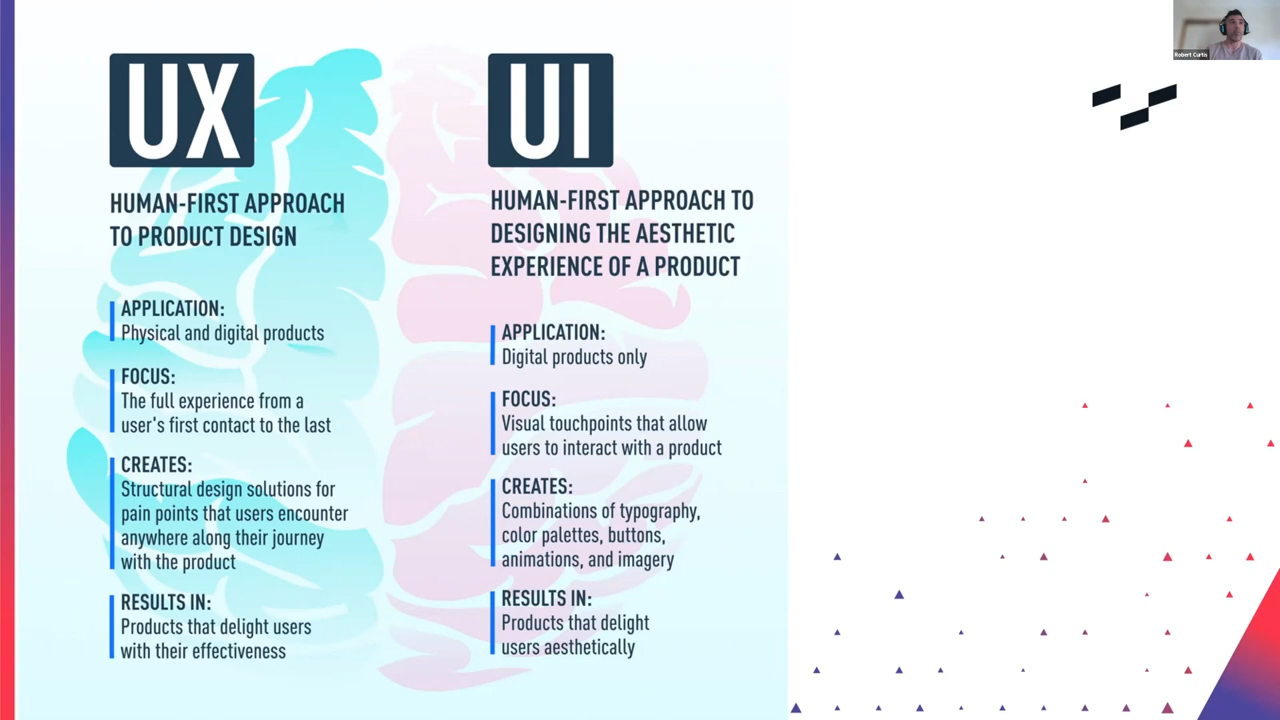 UX
HUMAN-FIRST APPROACH
TO PRODUCT DESIGN
APPLICATION:
Physical and digital products
FOCUS:
The full experience from a
user's first contact to the last
CREATES:
Structural design solutions for
pain points that users encounter
anywhere along their journey
with the product
RESULTS IN:
Products that delight users
with their effectiveness
UI
HUMAN-FIRST APPROACH TO
DESIGNING THE AESTHETIC
EXPERIENCE OF A PRODUCT
APPLICATION:
Digital products only
FOCUS:
Visual touchpoints that allow
users to interact with a product
CREATES:
Combinations of typography,
color palettes, buttons,
animations, and imagery
RESULTS IN:
Products that delight
users aesthetically
Robert Curtis